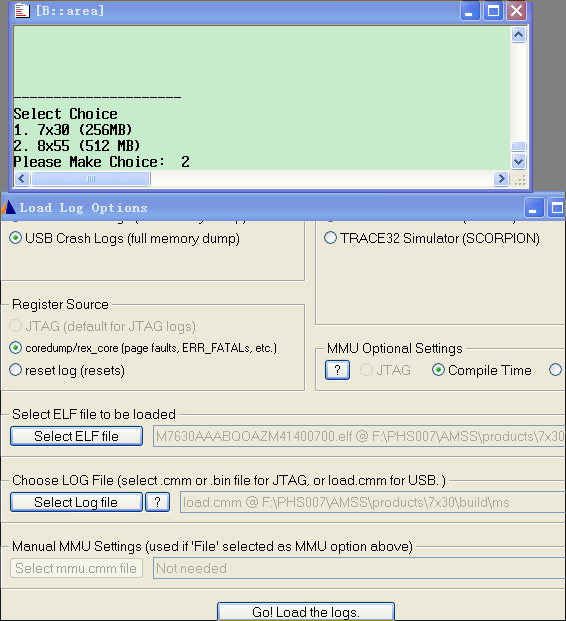 [B::area]
---------------------
Select Choice
1. 7x30 (256MB)
2. 8x55 (512 MB)
Please Make Choice: 2
Load Log Options
USB Crash Logs (full memory dump)
TRACE32 Simulator (SCORPION)
Register Source
JTAG (default for JTAG logs)
coredump/rex_core (page faults, ERR_FATALs, etc.)
reset log (resets)
MMU Optional Settings
? JTAG Compile Time
Select ELF file to be loaded
Select ELF file M7630AAABQOAZM41400700.elf @ F:\PHS007\AMSS\products\7x30
Choose LOG File (select .cmm or .bin file for JTAG, or load.cmm for USB. )
Select Log file ? load.cmm @ F:\PHS007\AMSS\products\7x30\build\ms
Manual MMU Settings (used if 'File' selected as MMU option above)
Select mmu.cmm file Not needed
Go! Load the logs.